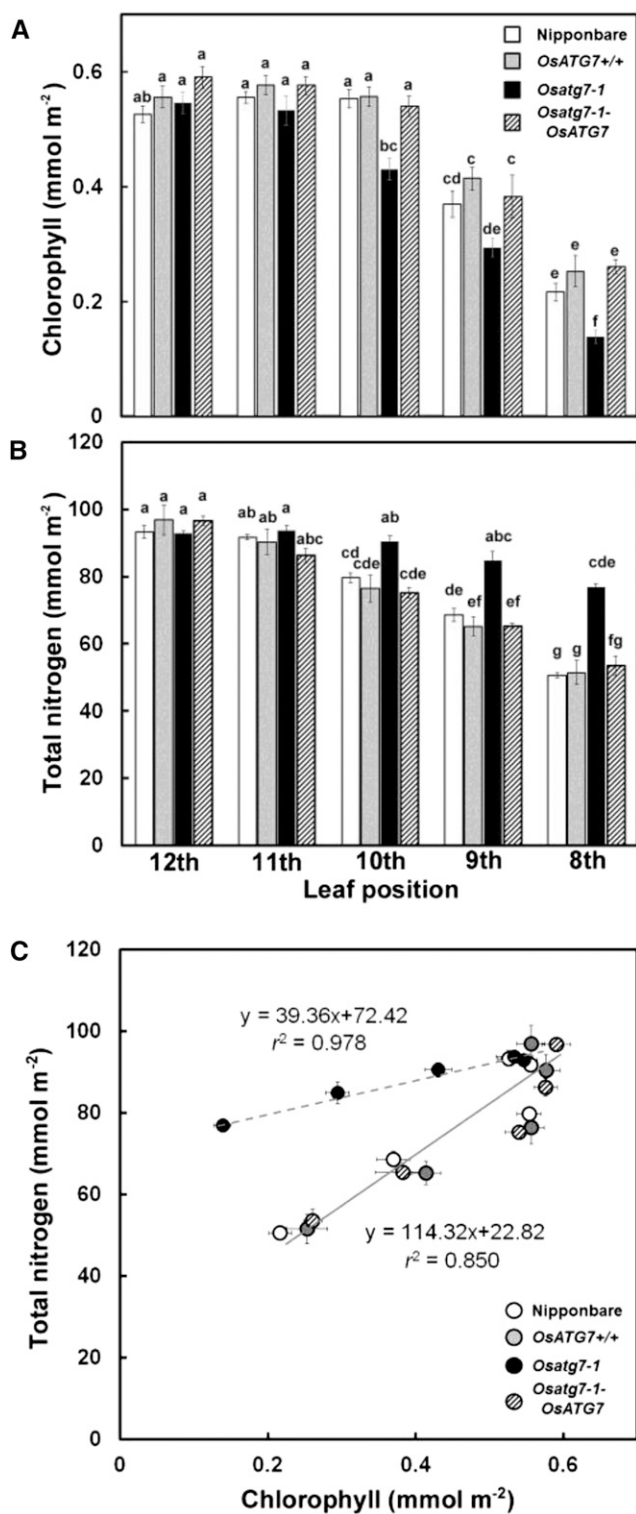 A
Chlorophyll (mmol m-2)
0.6
0.4
0.2
0
Nipponbare
OsATG7+/+
Osatg7-1
Osatg7-1-
OsATG7
ab a a a
a a a a
a a bc a
cd c de c
e e f e
B
Total nitrogen (mmol m-2)
120
100
80
60
40
20
0
a a a a
ab ab a abc
cd cde ab cde
de ef abc ef
g g cde fg
12th 11th 10th 9th 8th
Leaf position
C
Total nitrogen (mmol m-2)
120
100
80
60
40
20
0
y = 39.36x+72.42
r2 = 0.978
y = 114.32x+22.82
r2 = 0.850
Nipponbare
OsATG7+/+
Osatg7-1
Osatg7-1-
OsATG7
0 0.2 0.4 0.6
Chlorophyll (mmol m-2)